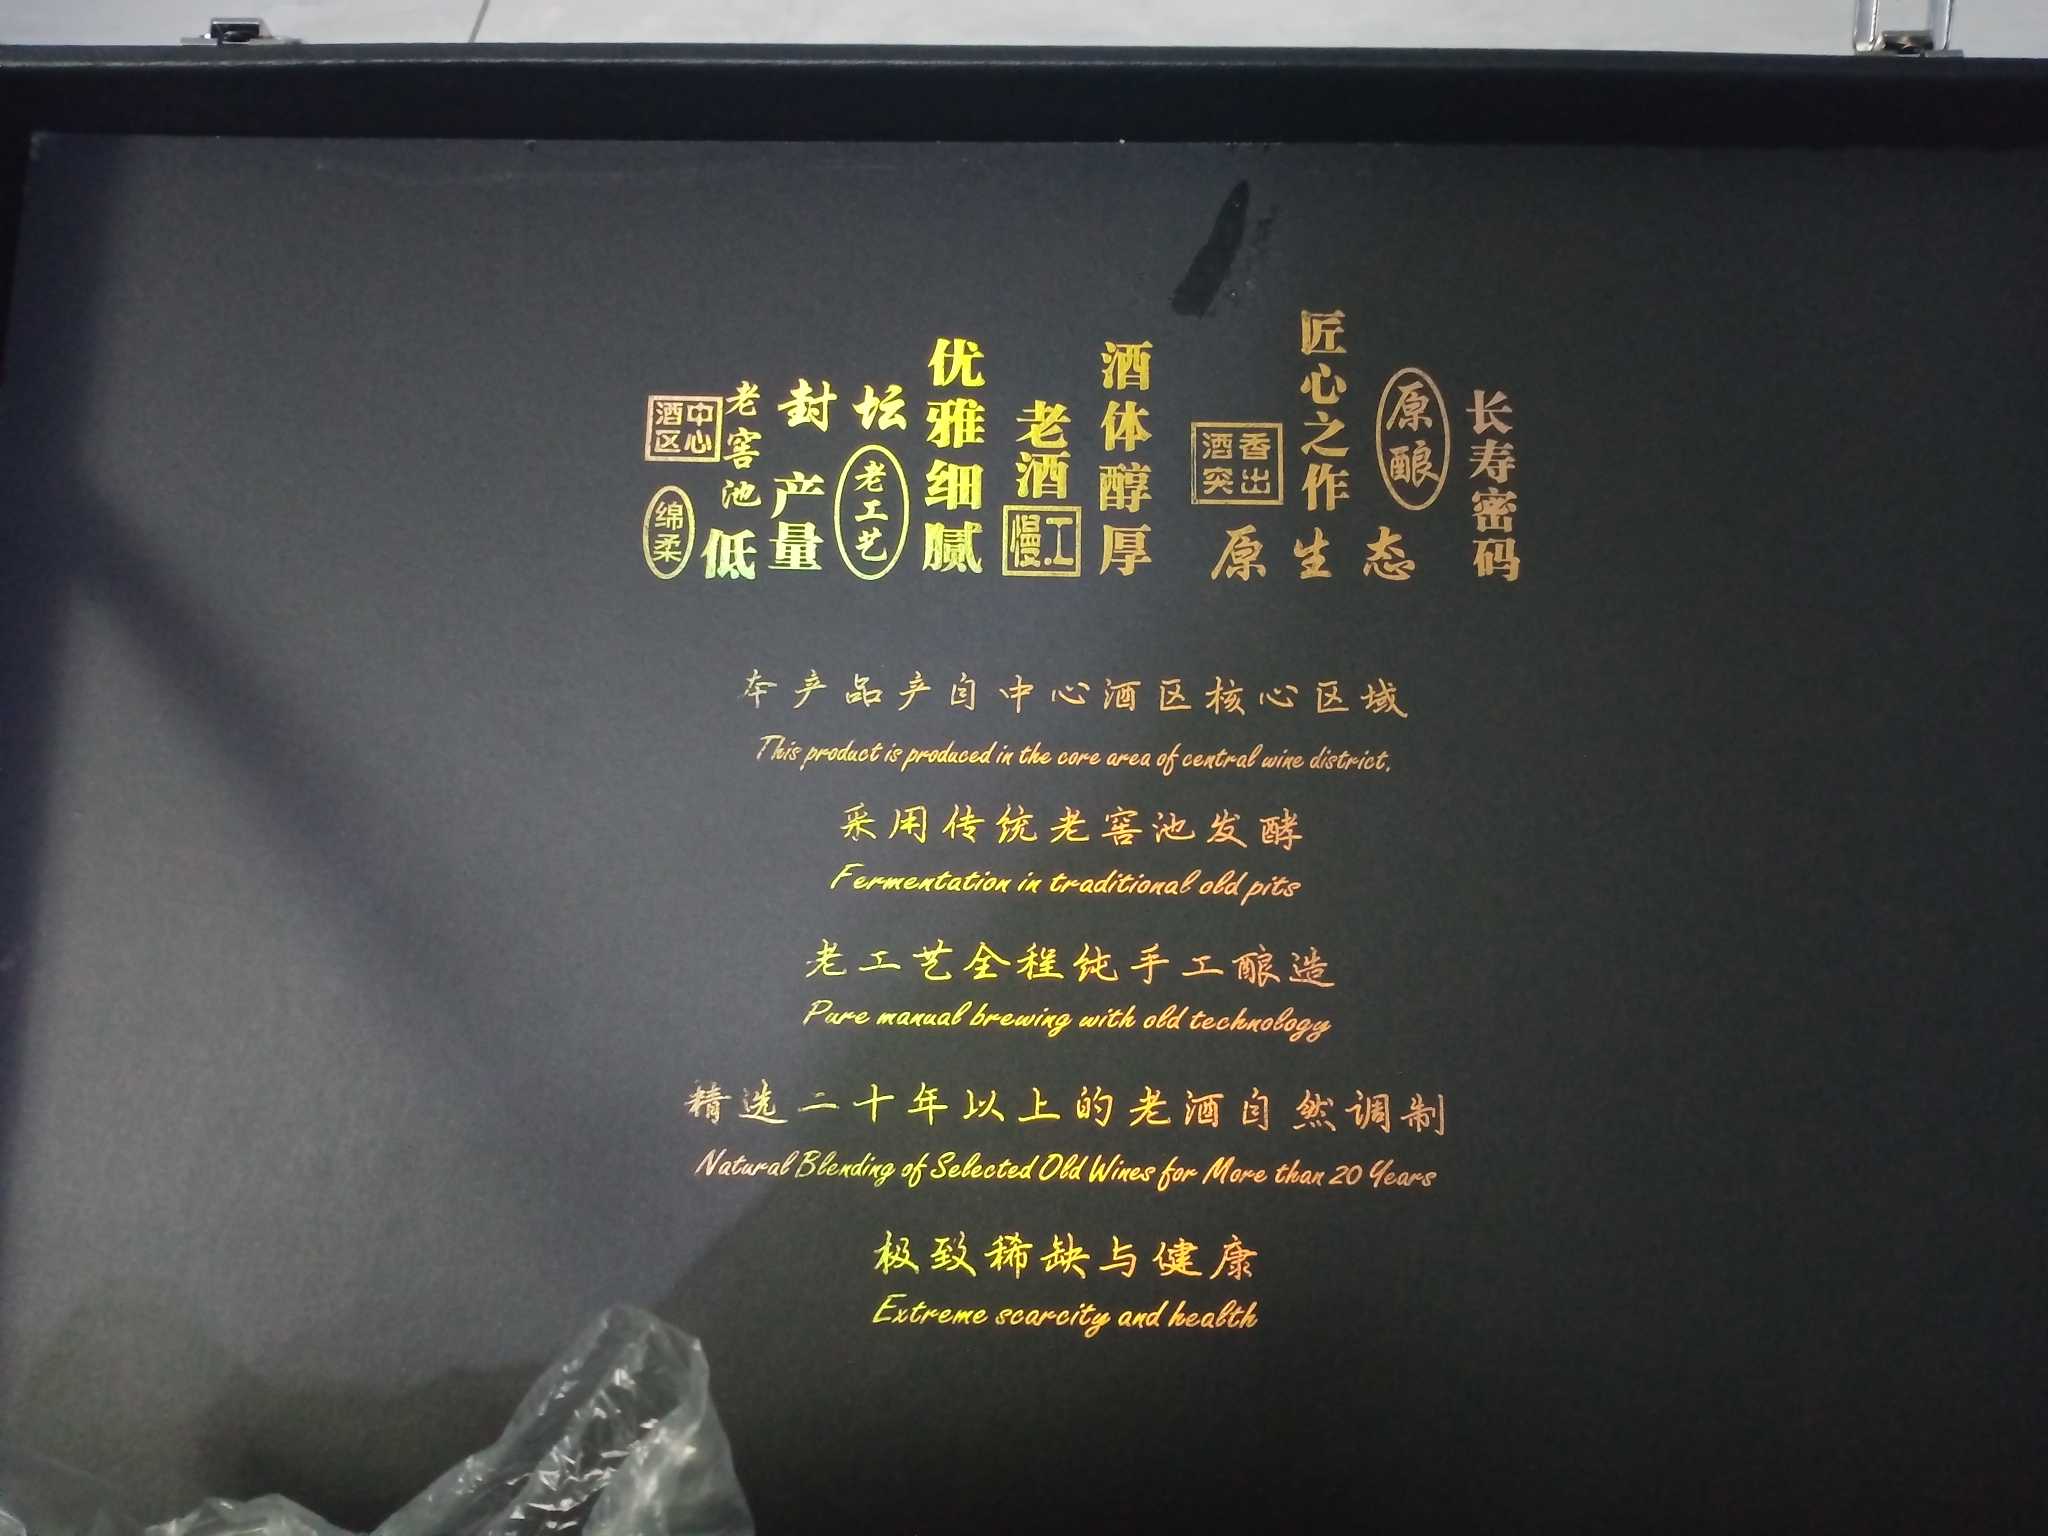 中心酒区
绵柔
老窖池
低
封坛
产量
老工艺
优雅细腻
老酒
慢工
酒体醇厚
酒香突出
原生态
匠心之作
原酿
长寿密码
本产品产自中心酒区核心区域
This product is produced in the core area of central wine district.
采用传统老窖池发酵
Fermentation in traditional old pits
老工艺全程纯手工酿造
Pure manual brewing with old technology
精选二十年以上的老酒自然调制
Natural Blending of Selected Old Wines for More than 20 Years
极致稀缺与健康
Extreme scarcity and health